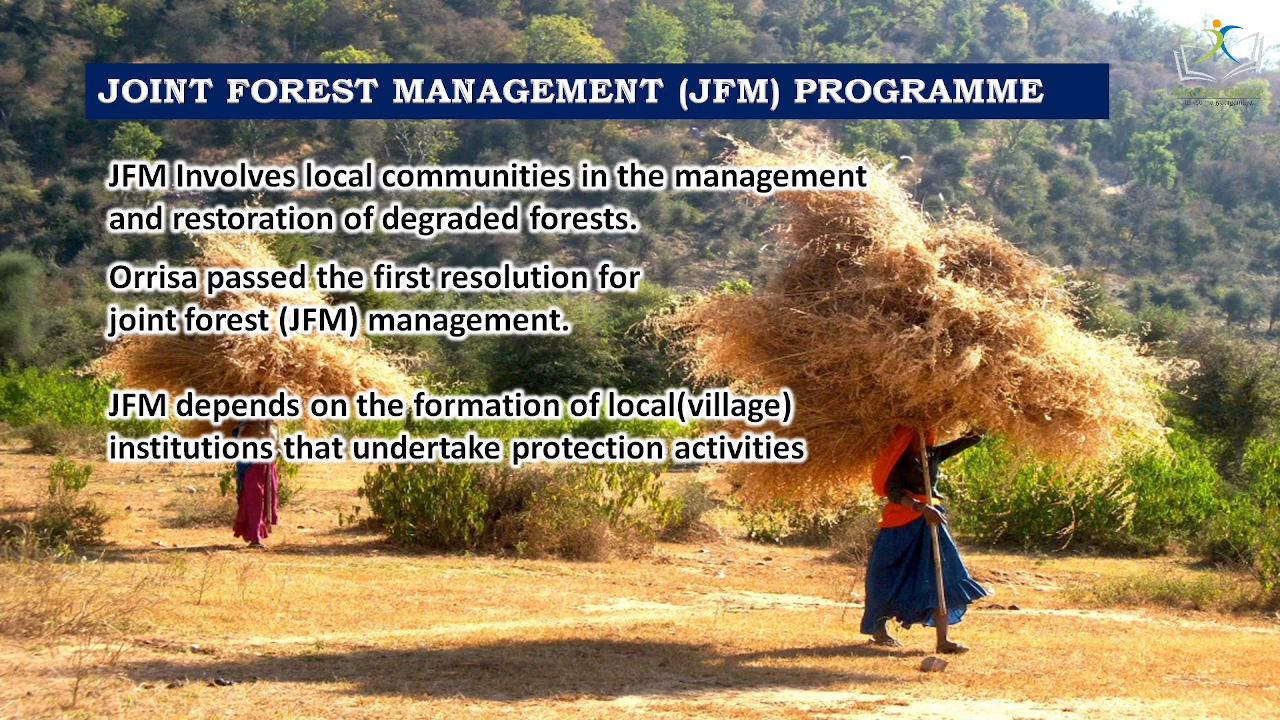 JOINT FOREST MANAGEMENT (JFM) PROGRAMME
JFM Involves local communities in the management
and restoration of degraded forests.
Orrisa passed the first resolution for
joint forest (JFM) management.
JFM depends on the formation of local(village)
institutions that undertake protection activities